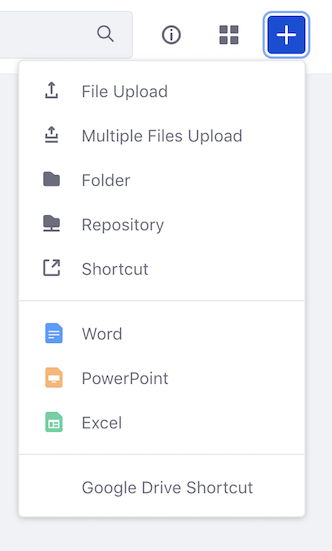 File Upload
Multiple Files Upload
Folder
Repository
Shortcut
Word
PowerPoint
Excel
Google Drive Shortcut